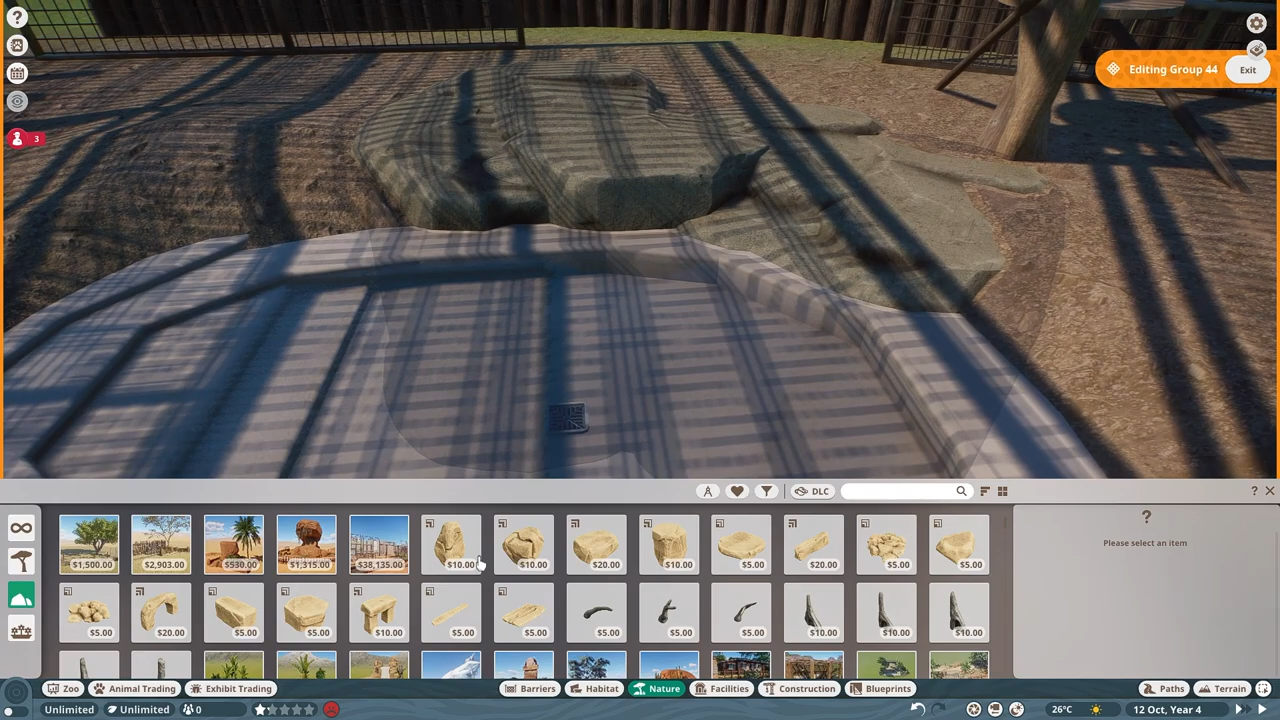 ?
Editing Group 44
Exit
3
DLC
?
?
Please select an item
$1,500.00
$2,903.00
$530.00
$1,315.00
$38,135.00
$10.00
$10.00
$20.00
$10.00
$5.00
$20.00
$5.00
$5.00
$5.00
$20.00
$5.00
$5.00
$10.00
$5.00
$5.00
$5.00
$5.00
$5.00
$10.00
$10.00
$10.00
Zoo
Animal Trading
Exhibit Trading
Barriers
Habitat
Nature
Facilities
Construction
Blueprints
Paths
Terrain
Unlimited
Unlimited
0
26°C
12 Oct, Year 4